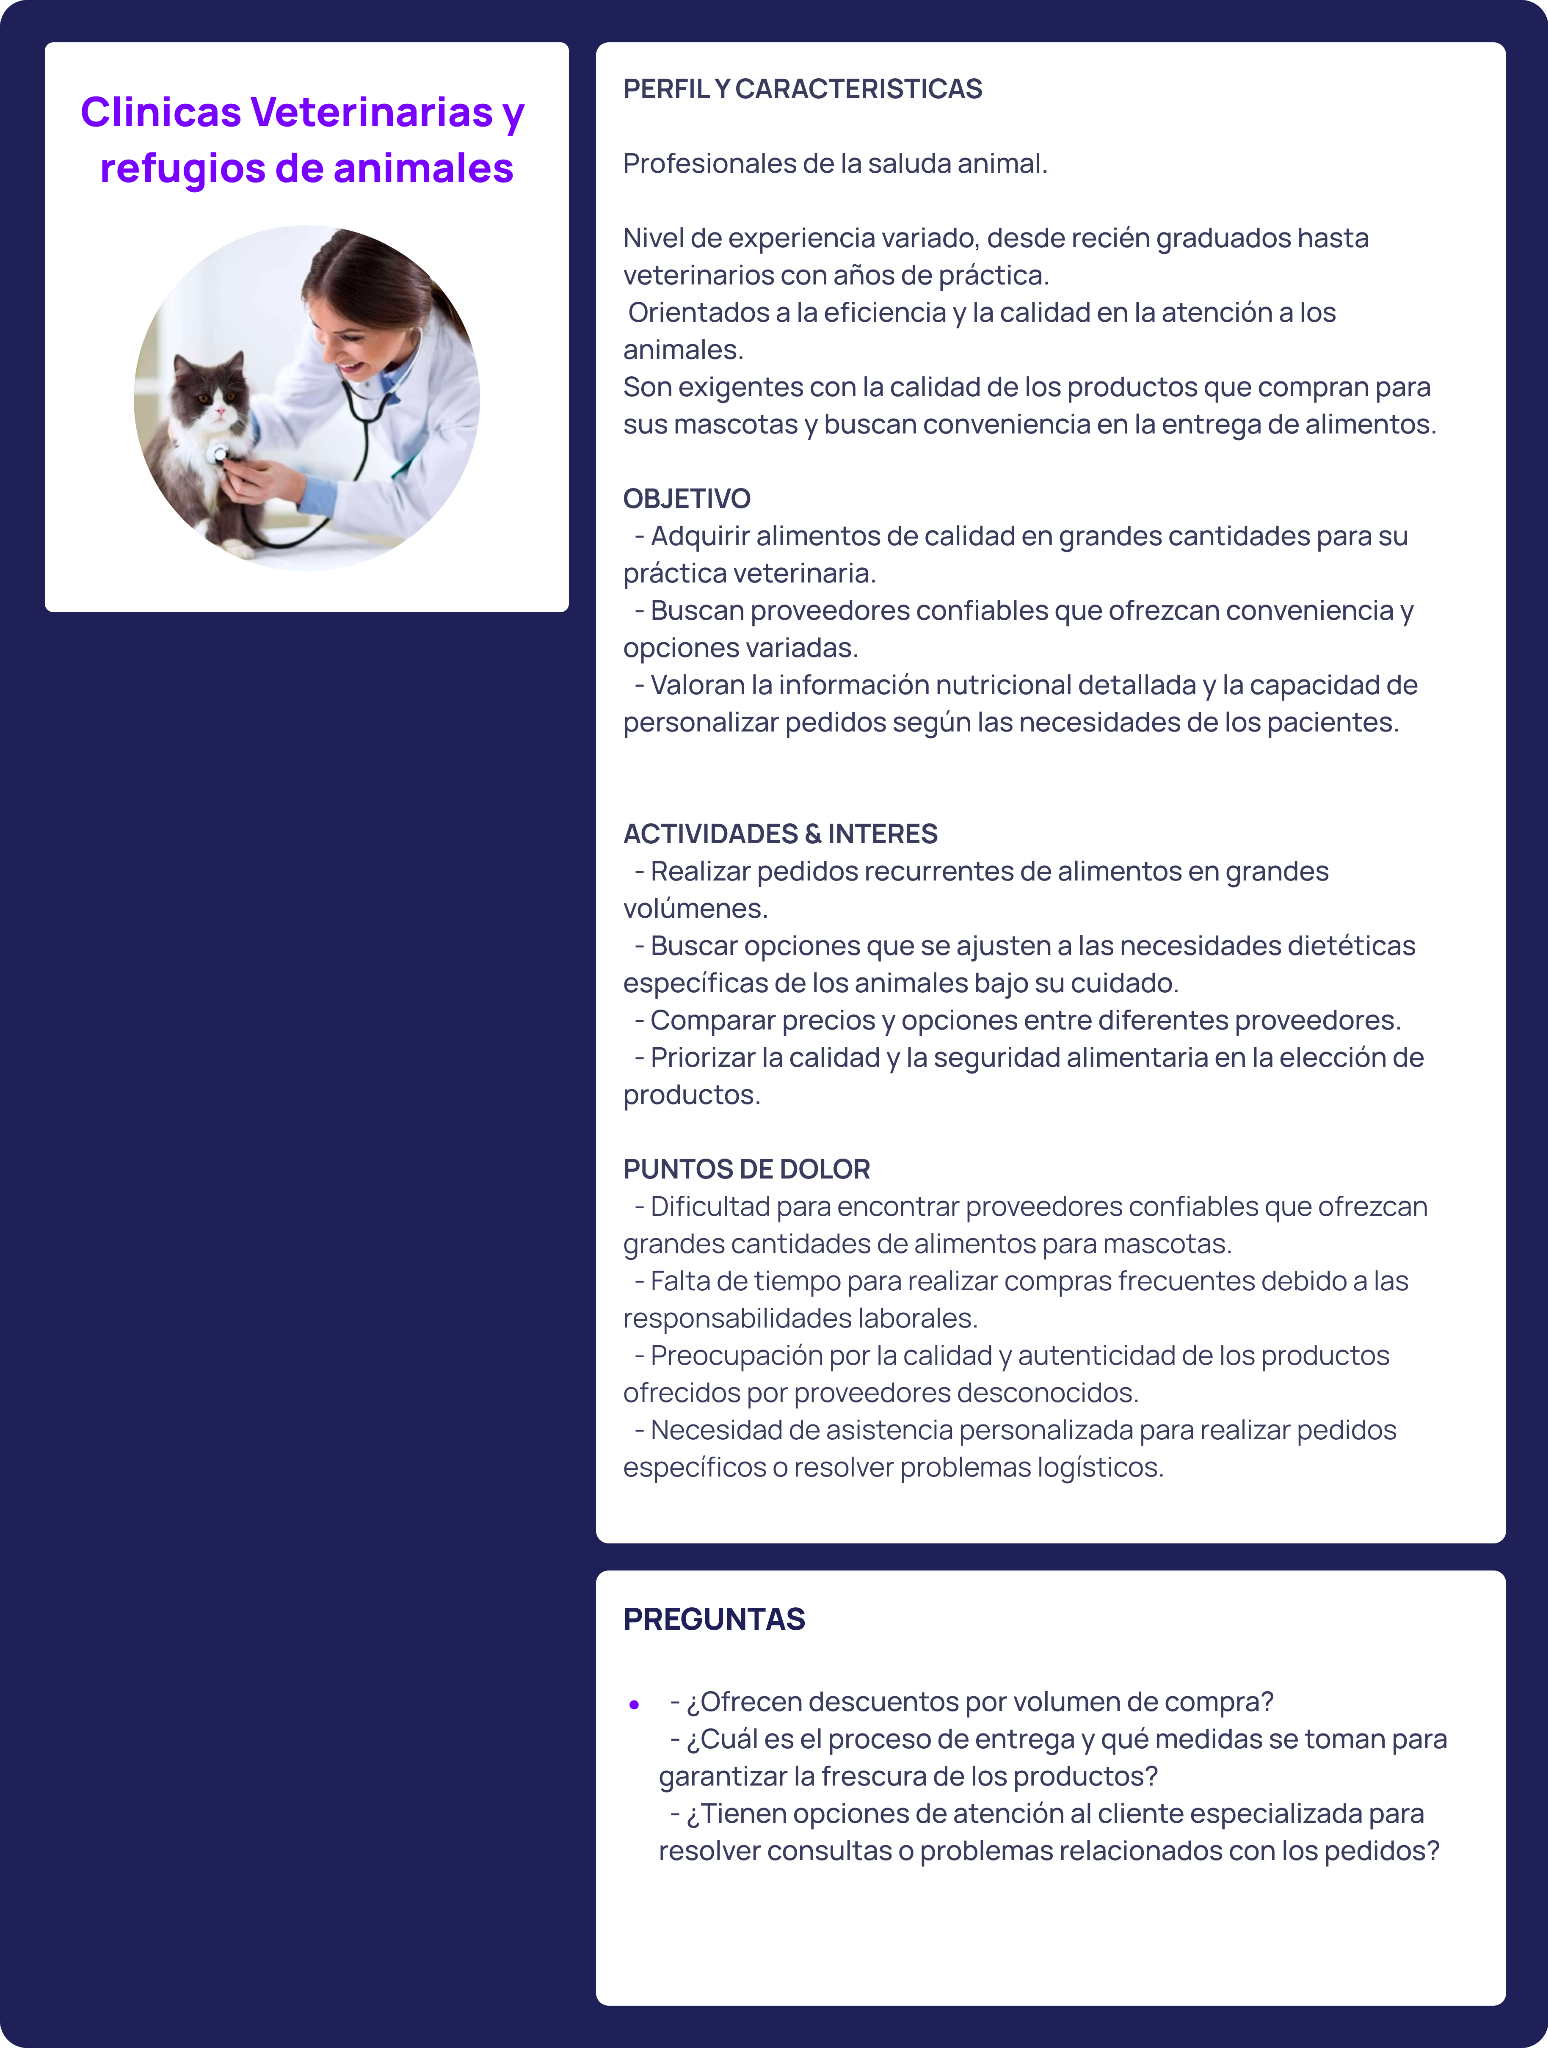 Clinicas Veterinarias y
refugios de animales
PERFIL Y CARACTERISTICAS
Profesionales de la saluda animal.
Nivel de experiencia variado, desde recién graduados hasta
veterinarios con años de práctica.
Orientados a la eficiencia y la calidad en la atención a los
animales.
Son exigentes con la calidad de los productos que compran para
sus mascotas y buscan conveniencia en la entrega de alimentos.
OBJETIVO
- Adquirir alimentos de calidad en grandes cantidades para su
práctica veterinaria.
- Buscan proveedores confiables que ofrezcan conveniencia y
opciones variadas.
- Valoran la información nutricional detallada y la capacidad de
personalizar pedidos según las necesidades de los pacientes.
ACTIVIDADES & INTERES
- Realizar pedidos recurrentes de alimentos en grandes
volúmenes.
- Buscar opciones que se ajusten a las necesidades dietéticas
específicas de los animales bajo su cuidado.
- Comparar precios y opciones entre diferentes proveedores.
- Priorizar la calidad y la seguridad alimentaria en la elección de
productos.
PUNTOS DE DOLOR
- Dificultad para encontrar proveedores confiables que ofrezcan
grandes cantidades de alimentos para mascotas.
- Falta de tiempo para realizar compras frecuentes debido a las
responsabilidades laborales.
- Preocupación por la calidad y autenticidad de los productos
ofrecidos por proveedores desconocidos.
- Necesidad de asistencia personalizada para realizar pedidos
específicos o resolver problemas logísticos.
PREGUNTAS
• - ¿Ofrecen descuentos por volumen de compra?
- ¿Cuál es el proceso de entrega y qué medidas se toman para
garantizar la frescura de los productos?
- ¿Tienen opciones de atención al cliente especializada para
resolver consultas o problemas relacionados con los pedidos?